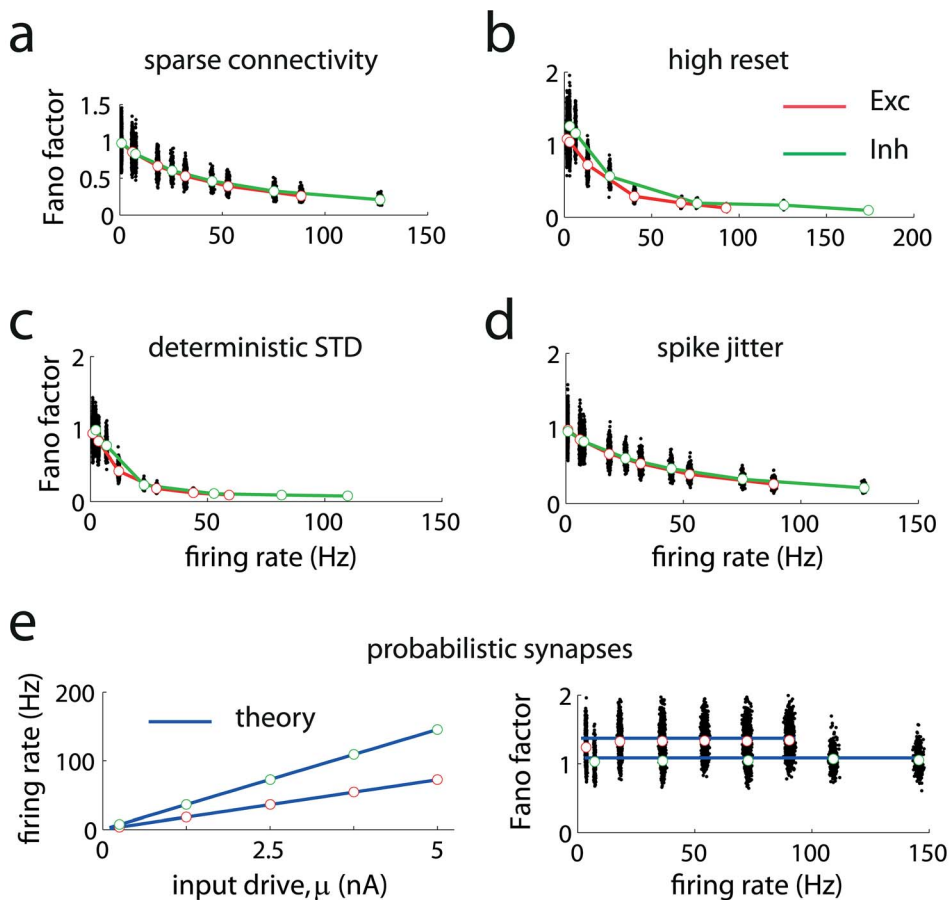 a
sparse connectivity
Fano factor
1.5
1
0.5
0
0
50
100
150
b
high reset
Exc
Inh
2
1
0
0
50
100
150
200
c
deterministic STD
Fano factor
2
1
0
0
50
100
150
firing rate (Hz)
d
spike jitter
2
1
0
0
50
100
150
firing rate (Hz)
e
probabilistic synapses
firing rate (Hz)
200
100
0
theory
0
2.5
5
input drive, μ (nA)
Fano factor
2
1
0
0
50
100
150
firing rate (Hz)